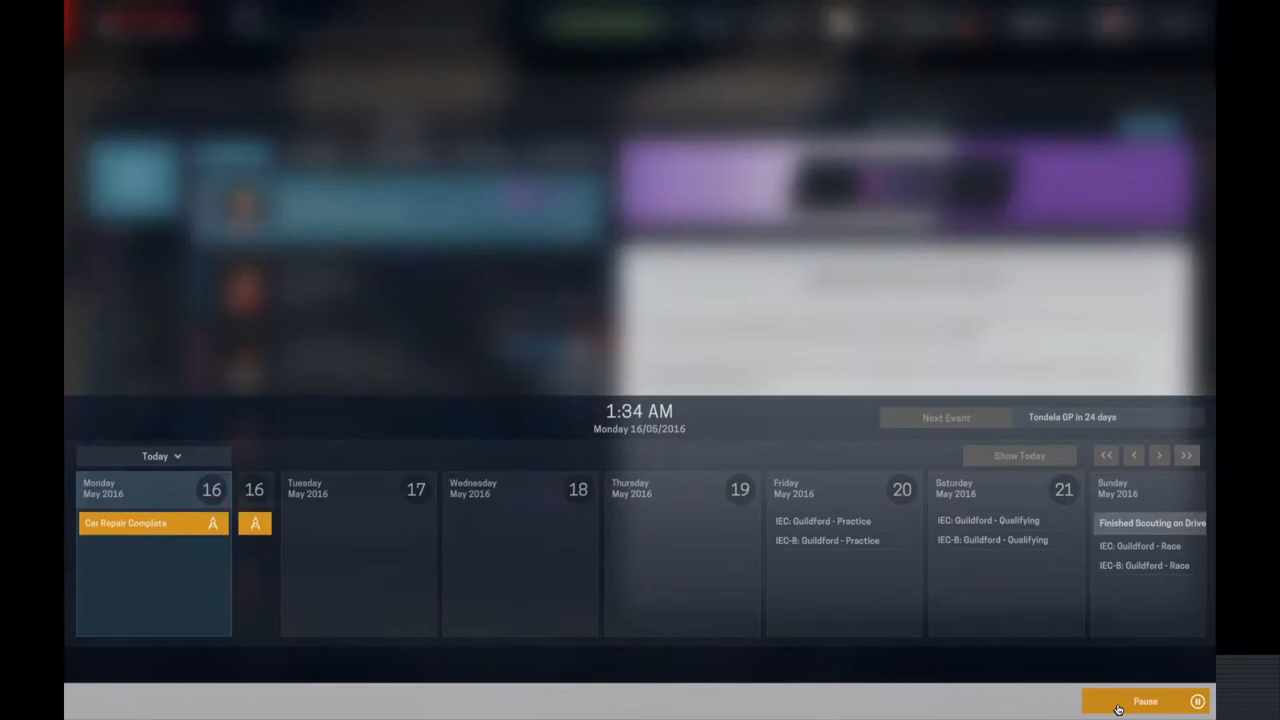 1:34 AM
Monday 16/05/2016
Next Event
Tondela GP in 24 days
Today
Show Today
Monday
May 2016
16
Car Repair Complete
16
Tuesday
May 2016
17
Wednesday
May 2016
18
Thursday
May 2016
19
Friday
May 2016
20
IEC: Guildford - Practice
IEC-B: Guildford - Practice
Saturday
May 2016
21
IEC: Guildford - Qualifying
IEC-B: Guildford - Qualifying
Sunday
May 2016
Finished Scouting on Drive
IEC: Guildford - Race
IEC-B: Guildford - Race
Pause